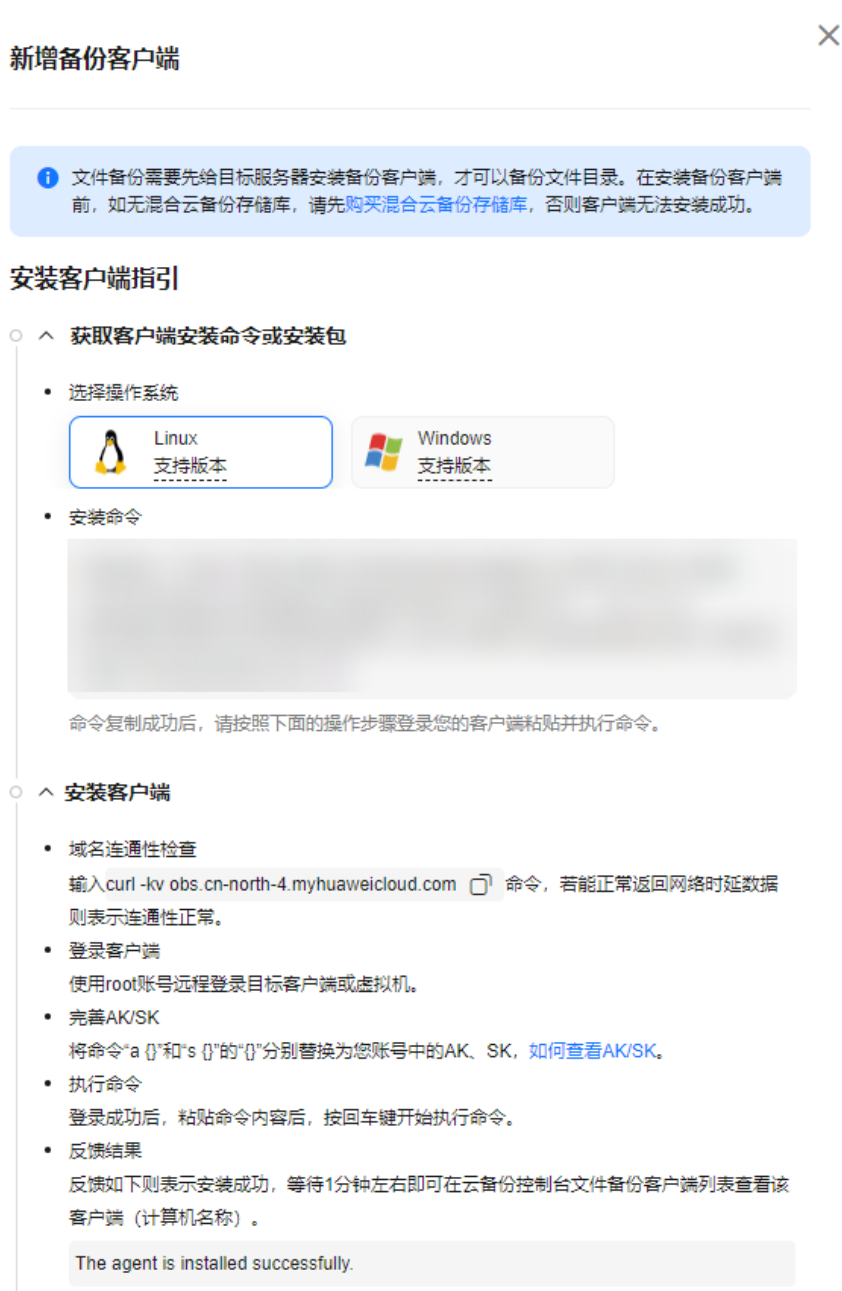 新增备份客户端
文件备份需要先给目标服务器安装备份客户端，才可以备份文件目录。在安装备份客户端
前，如无混合云备份存储库，请先购买混合云备份存储库，否则客户端无法安装成功。
安装客户端指引
获取客户端安装命令或安装包
选择操作系统
Linux
支持版本
Windows
支持版本
安装命令
命令复制成功后，请按照下面的操作步骤登录您的客户端粘贴并执行命令。
安装客户端
域名连通性检查
输入curl -kv obs.cn-north-4.myhuaweicloud.com 命令，若能正常返回网络时延数据
则表示连通性正常。
登录客户端
使用root账号远程登录目标客户端或虚拟机。
完善AK/SK
将命令“a {}”和“s {}”的“{}”分别替换为您账号中的AK、SK，如何查看AK/SK。
执行命令
登录成功后，粘贴命令内容后，按回车键开始执行命令。
反馈结果
反馈如下则表示安装成功，等待1分钟左右即可在云备份控制台文件备份客户端列表查看该
客户端（计算机名称）。
The agent is installed successfully.